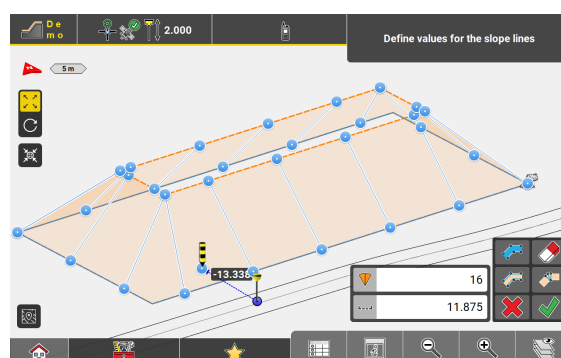 De
mo
2.000
Define values for the slope lines
5 m
-13.338
16
11.875